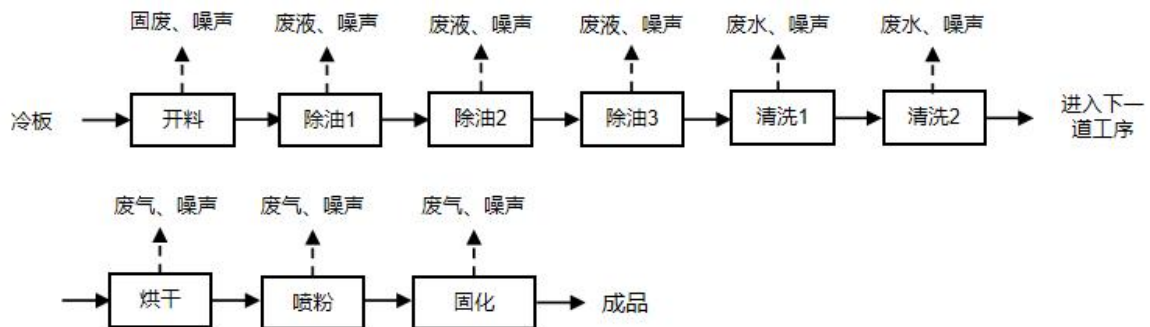 固废、噪声 废液、噪声 废液、噪声 废液、噪声 废水、噪声 废水、噪声
冷板 开料 除油1 除油2 除油3 清洗1 清洗2 进入下一
道工序
废气、噪声 废气、噪声 废气、噪声
烘干 喷粉 固化 成品